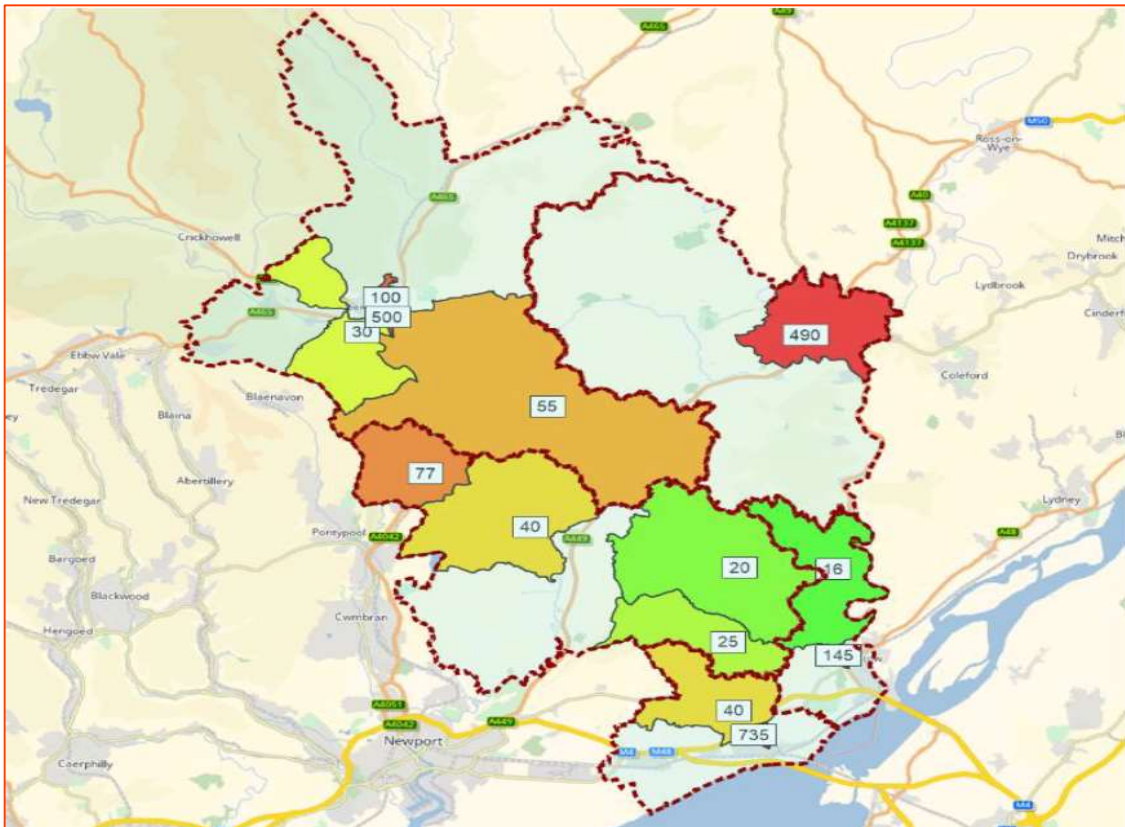 A465
A49
M50
Ross-on-
Wye
A40
A465
A4137
A4137
Crickhowell
Drybrook
Lydbrook
100
A465
500
30
490
Ebbw Vale
Coleford
Tredegar
Blaenavon
Blaina
55
77
Abertillery
New Tredegar
Lydney
40
Pontypool
A4042
A449
A48
Bargoed
20
16
Blackwood
Cwmbran
Hengoed
25
145
A4051
A4042
A449
40
735
Newport
M4
M48
Caerphilly
M4